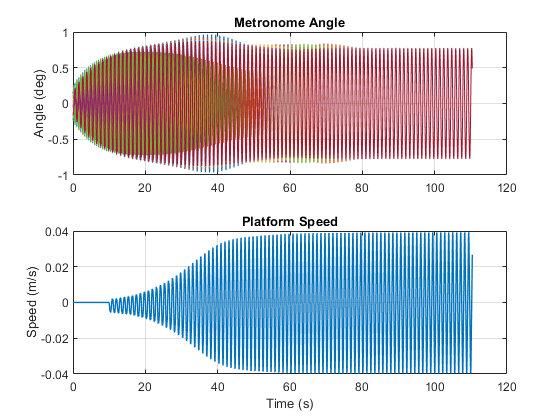 Metronome Angle
1
0.5
0
-0.5
-1
Angle (deg)
0 20 40 60 80 100 120
Platform Speed
0.04
0.02
0
-0.02
-0.04
Speed (m/s)
0 20 40 60 80 100 120
Time (s)